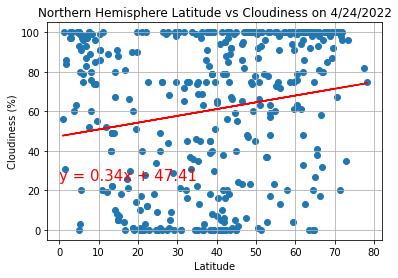 Northern Hemisphere Latitude vs Cloudiness on 4/24/2022
100
80
60
40
20
0
Cloudiness (%)
y = 0.34x + 47.41
0 10 20 30 40 50 60 70 80
Latitude